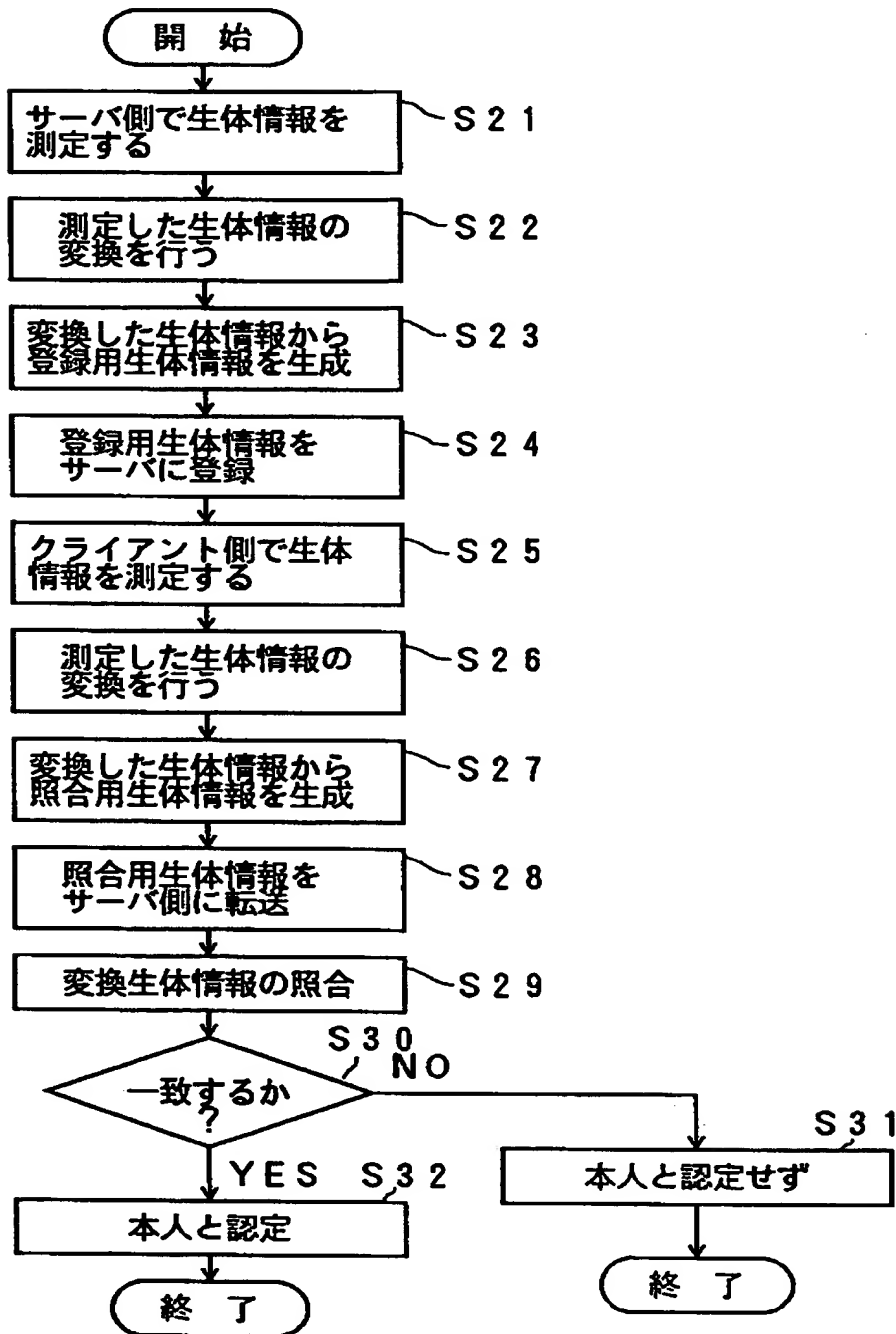 開始
サーバ側で生体情報を
測定する
S21
測定した生体情報の
変換を行う
S22
変換した生体情報から
登録用生体情報を生成
S23
登録用生体情報を
サーバに登録
S24
クライアント側で生体
情報を測定する
S25
測定した生体情報の
変換を行う
S26
変換した生体情報から
照合用生体情報を生成
S27
照合用生体情報を
サーバ側に転送
S28
変換生体情報の照合
S29
S30
一致するか
?
NO
YES
S31
本人と認定せず
終了
S32
本人と認定
終了